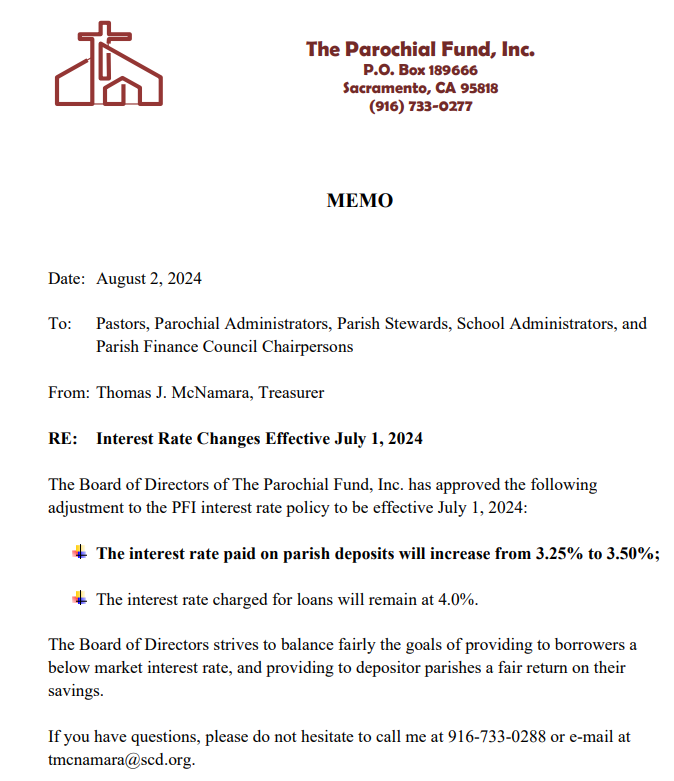 The Parochial Fund, Inc.
P.O. Box 189666
Sacramento, CA 95818
(916) 733-0277
MEMO
Date: August 2, 2024
To: Pastors, Parochial Administrators, Parish Stewards, School Administrators, and
Parish Finance Council Chairpersons
From: Thomas J. McNamara, Treasurer
RE: Interest Rate Changes Effective July 1, 2024
The Board of Directors of The Parochial Fund, Inc. has approved the following
adjustment to the PFI interest rate policy to be effective July 1, 2024:
The interest rate paid on parish deposits will increase from 3.25% to 3.50%;
The interest rate charged for loans will remain at 4.0%.
The Board of Directors strives to balance fairly the goals of providing to borrowers a
below market interest rate, and providing to depositor parishes a fair return on their
savings.
If you have questions, please do not hesitate to call me at 916-733-0288 or e-mail at
tmcnamara@scd.org.